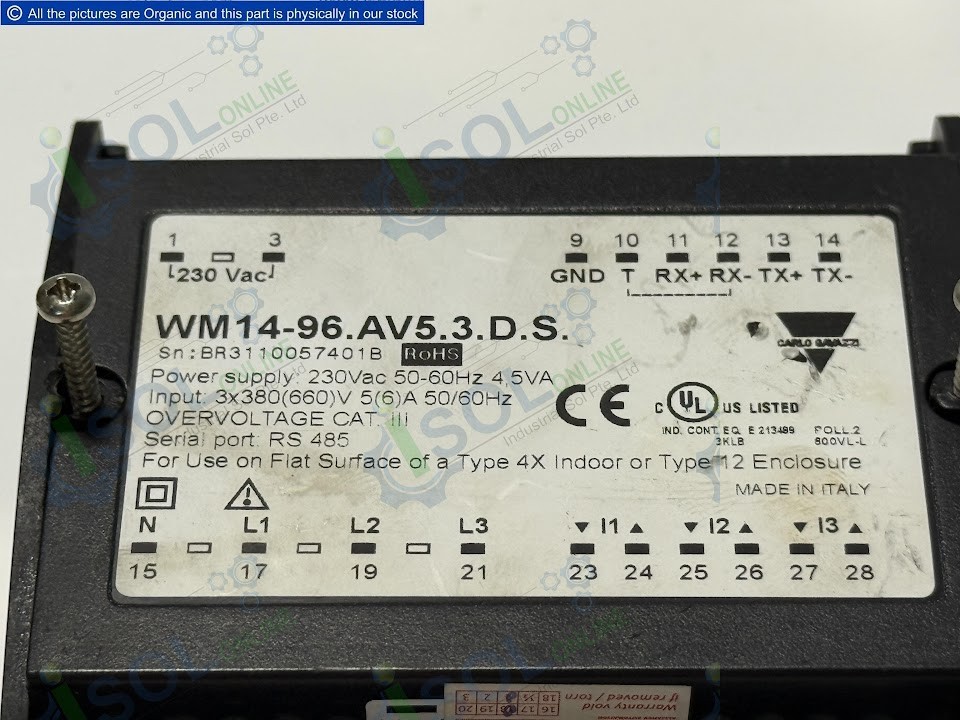 © All the pictures are Organic and this part is physically in our stock
1 3
230 Vac
9 10 11 12 13 14
GND T RX+ RX- TX+ TX-
WM14-96.AV5.3.D.S.
Sn:BR3110057401B RoHS
Power supply: 230Vac 50-60Hz 4,5VA
Input: 3x380(660)V 5(6)A 50/60Hz
OVERVOLTAGE CAT. III
Serial port: RS 485
CARLO GAVAZZI
CE
C UL US LISTED
IND. CONT. EQ. E 213499
3KLB
POLL.2
600VL-L
For Use on Flat Surface of a Type 4X Indoor or Type 12 Enclosure
MADE IN ITALY
N L1 L2 L3 ▼ I1 ▲ ▼ I2 ▲ ▼ I3 ▲
15 17 19 21 23 24 25 26 27 28
iSOL ONLINE
Industrial Sol Pte. Ltd
Warranty void
if removed / torn
16 17 18 19 20